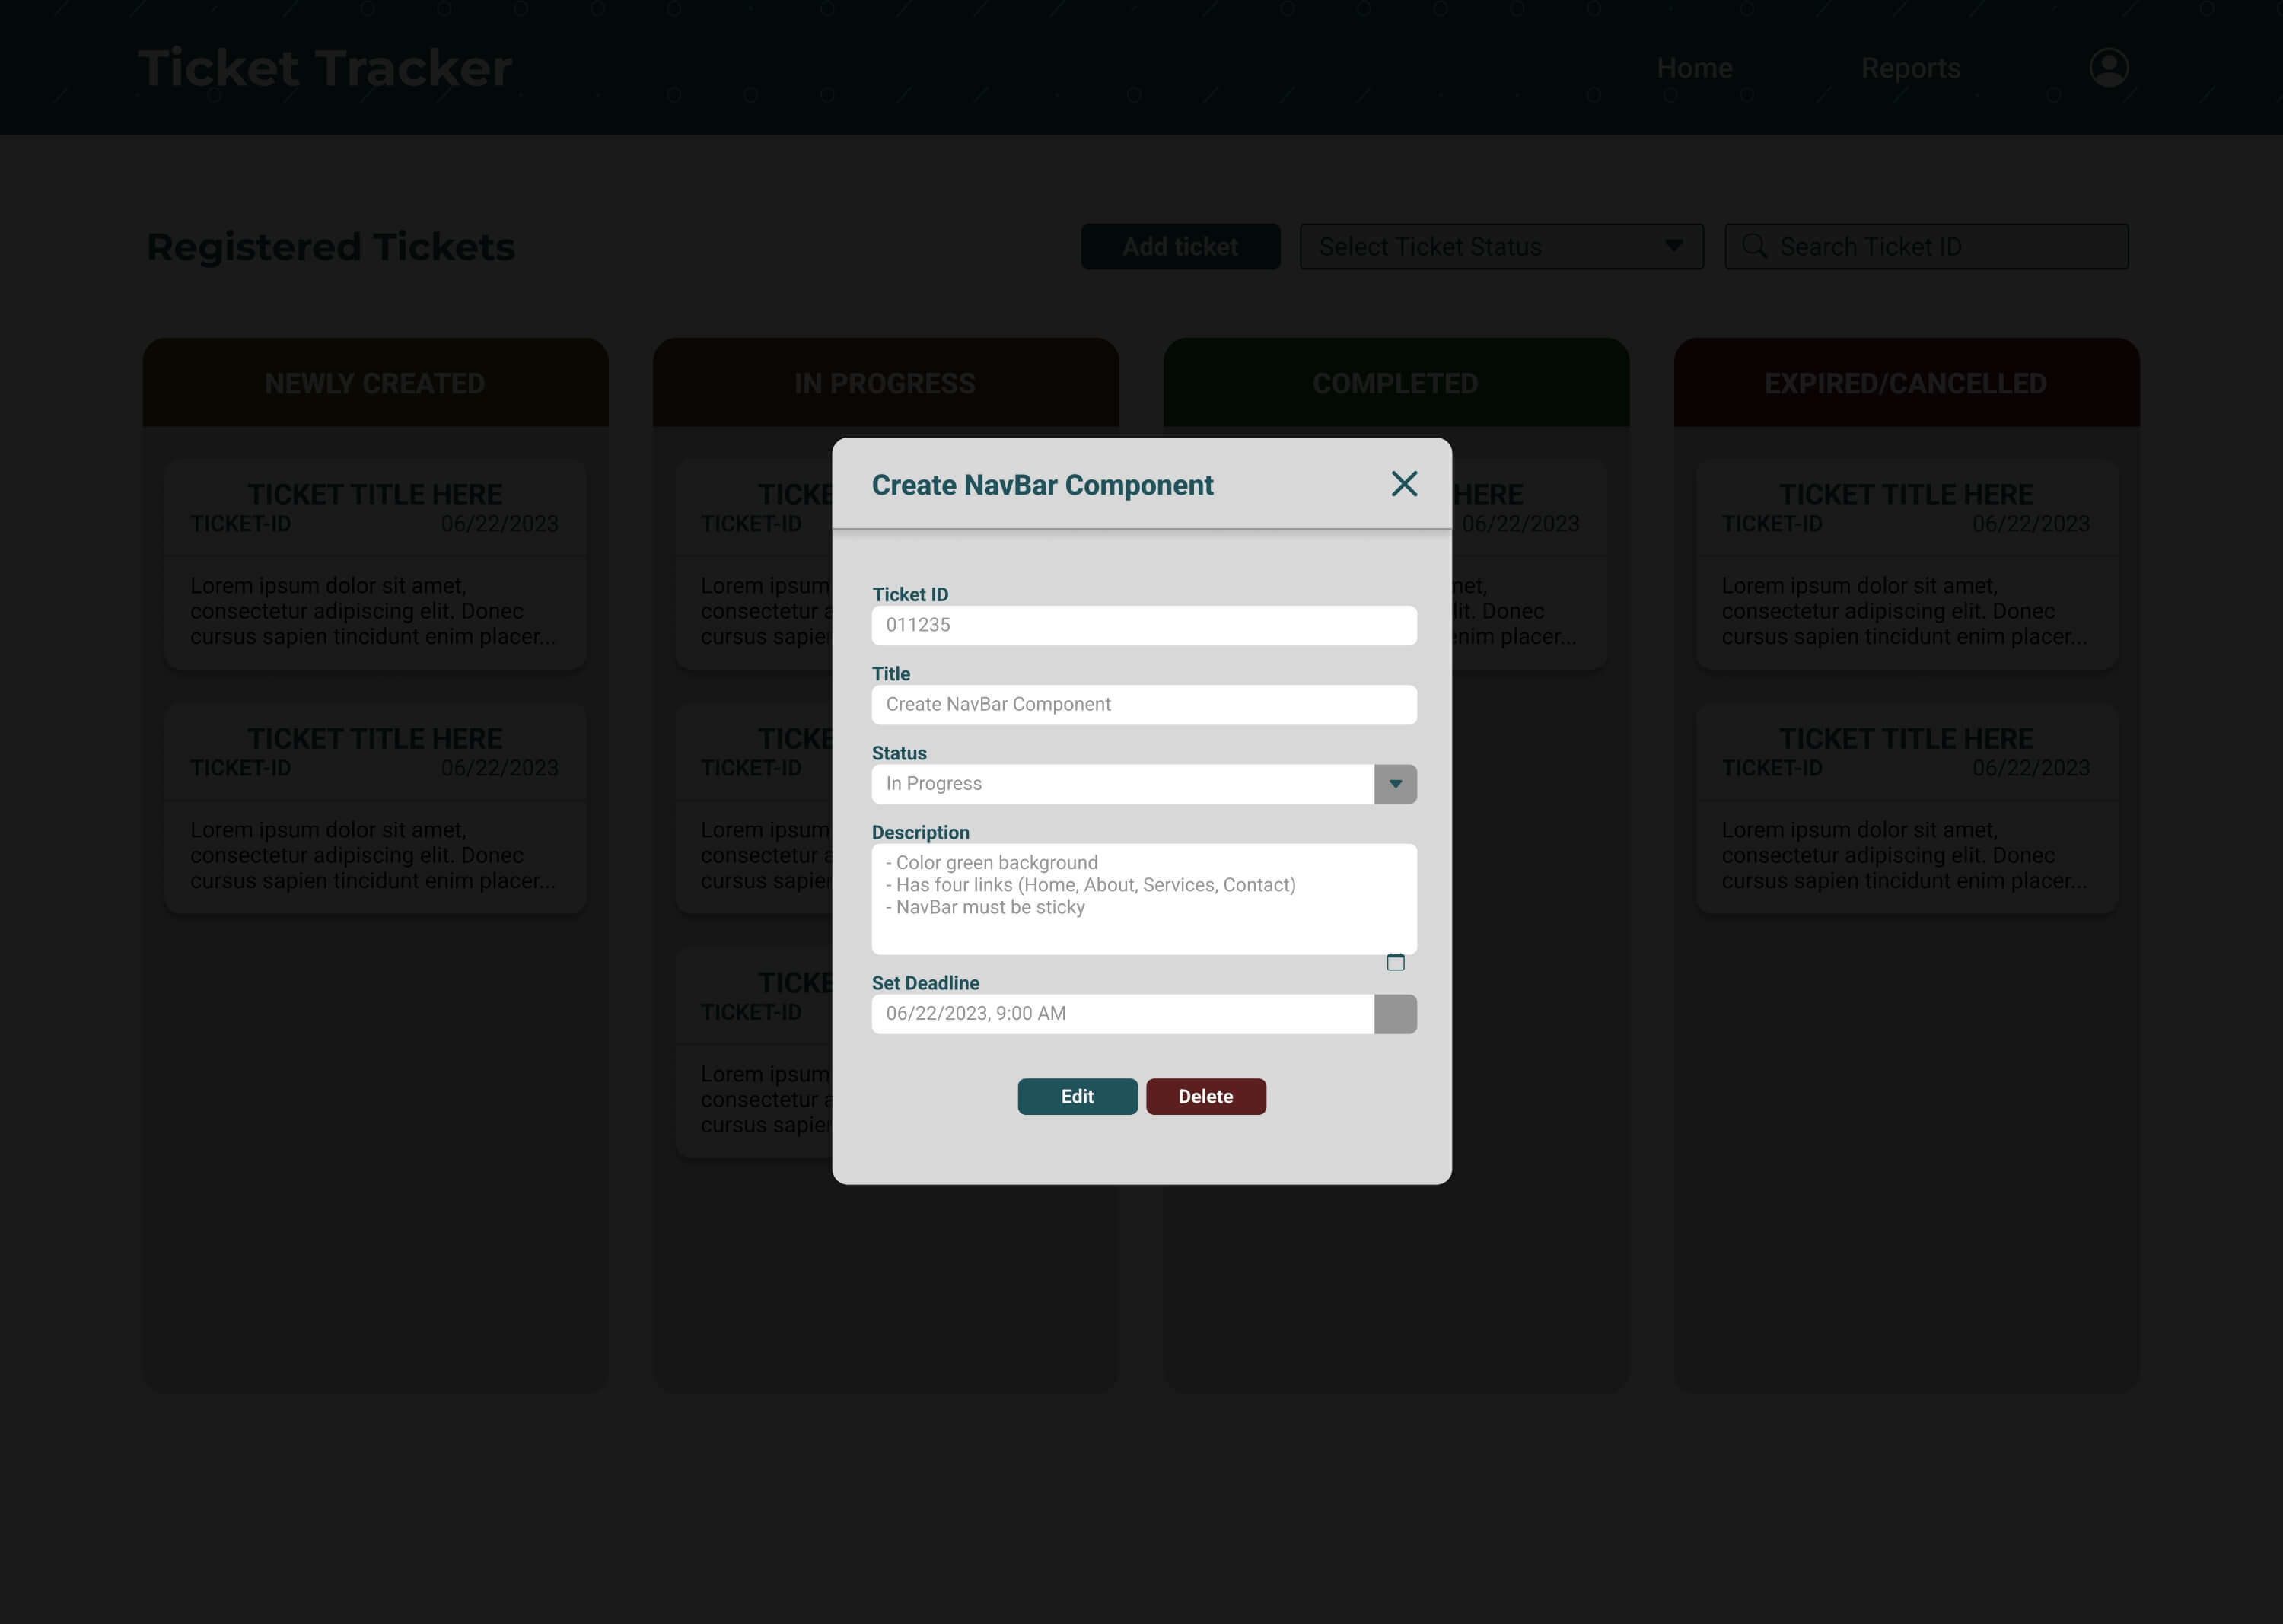 Ticket Tracker
Home
Reports
Registered Tickets
Add ticket
Select Ticket Status
Search Ticket ID
NEWLY CREATED
IN PROGRESS
COMPLETED
EXPIRED/CANCELLED
TICKET TITLE HERE
TICKET-ID
06/22/2023
Lorem ipsum dolor sit amet,
consectetur adipiscing elit. Donec
cursus sapien tincidunt enim placer...
TICKET TITLE HERE
TICKET-ID
06/22/2023
Lorem ipsum dolor sit amet,
consectetur adipiscing elit. Donec
cursus sapien tincidunt enim placer...
TICKET-ID
Lorem ipsum
consectetur
cursus
TICKET-ID
Lorem ipsum
consectetur
cursus
TICKET-ID
Lorem ipsum
consectetur
cursus
Create NavBar Component
Ticket ID
011235
Title
Create NavBar Component
Status
In Progress
Description
- Color green background
- Has four links (Home, About, Services, Contact)
- NavBar must be sticky
Set Deadline
06/22/2023, 9:00 AM
Edit
Delete
HERE
06/22/2023
Donec
placer...
TICKET TITLE HERE
TICKET-ID
06/22/2023
Lorem ipsum dolor sit amet,
consectetur adipiscing elit. Donec
cursus sapien tincidunt enim placer...
TICKET TITLE HERE
TICKET-ID
06/22/2023
Lorem ipsum dolor sit amet,
consectetur adipiscing elit. Donec
cursus sapien tincidunt enim placer...